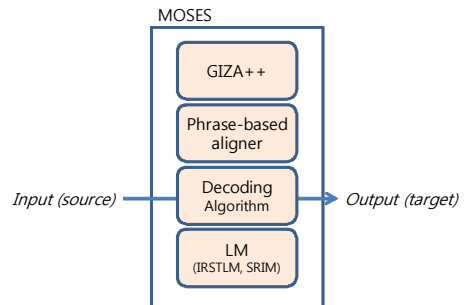 MOSES
GIZA++
Phrase-based
aligner
Input (source)
Decoding
Algorithm
Output (target)
LM
(IRSTLM, SRIM)